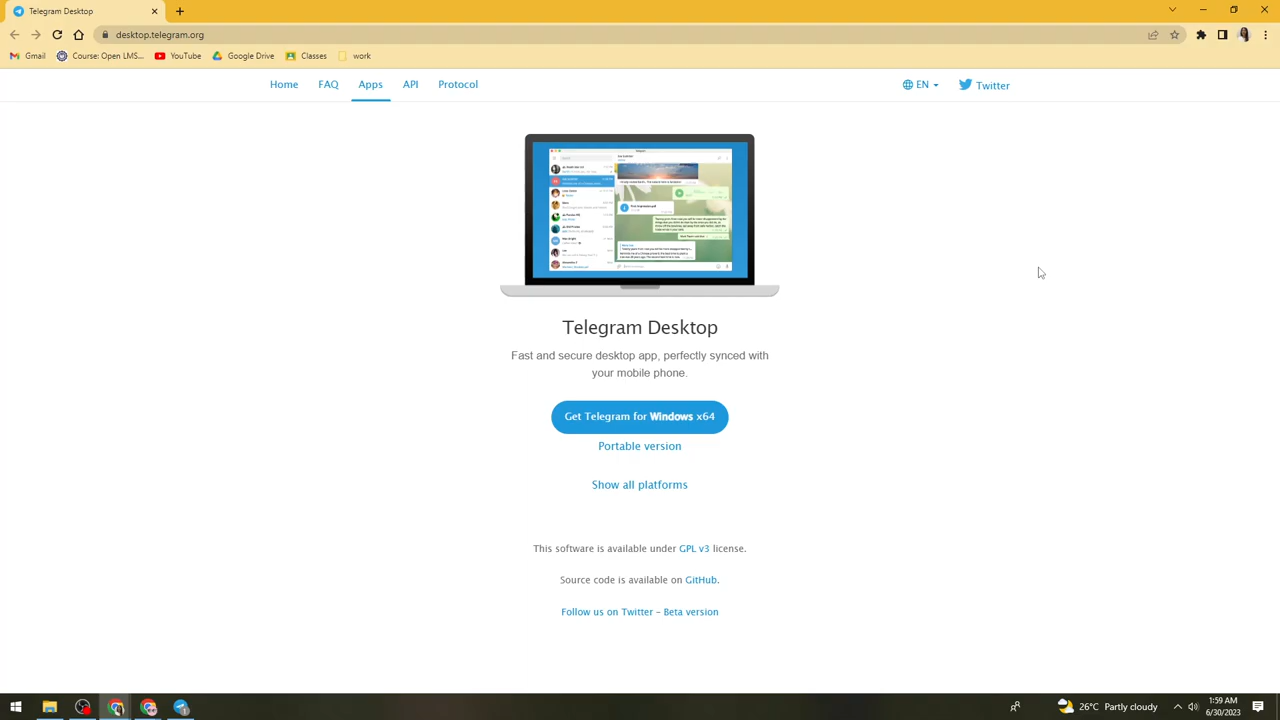 Telegram Desktop
desktop.telegram.org
Gmail
Course: Open LMS...
YouTube
Google Drive
Classes
work
Home
FAQ
Apps
API
Protocol
EN
Twitter
Telegram Desktop
Fast and secure desktop app, perfectly synced with
your mobile phone.
Get Telegram for Windows x64
Portable version
Show all platforms
This software is available under GPL v3 license.
Source code is available on GitHub.
Follow us on Twitter – Beta version
26°C Partly cloudy
1:59 AM
6/30/2023